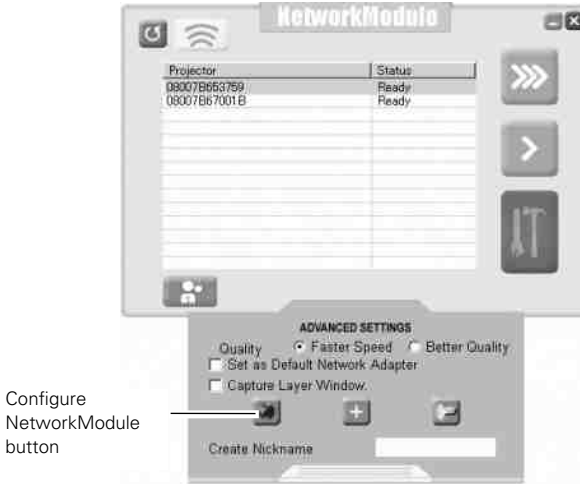 NetworkModule
Projector Status
08007B653759 Ready
08007B67001B Ready
ADVANCED SETTINGS
Quality Faster Speed Better Quality
Set as Default Network Adapter
Capture Layer Window.
Configure
NetworkModule
button
Create Nickname